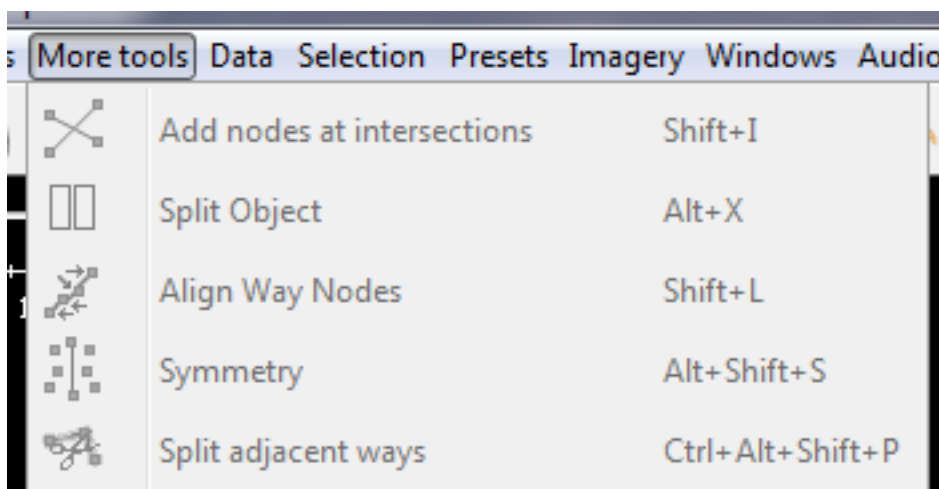 s More tools Data Selection Presets Imagery Windows Audio
Add nodes at intersections Shift+I
Split Object Alt+X
Align Way Nodes Shift+L
1
Symmetry Alt+Shift+S
Split adjacent ways Ctrl+Alt+Shift+P